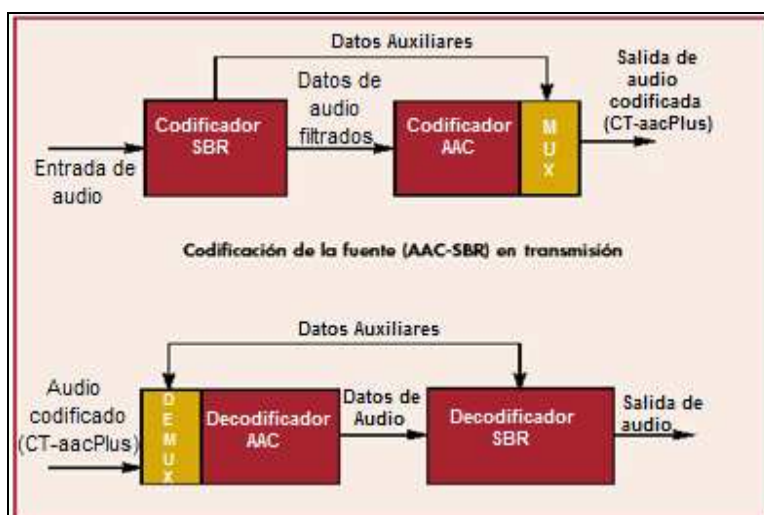 Datos Auxiliares
Salida de
audio
codificada
(CT-aacPlus)
Datos de
audio
filtrados
Codificador
SBR
Codificador
AAC
M
U
X
Entrada de
audio
Codificación de la fuente (AAC-SBR) en transmisión
Datos Auxiliares
Audio
codificado
(CT-aacPlus)
D
E
M
U
X
Decodificador
AAC
Datos de
Audio
Decodificador
SBR
Salida de
audio